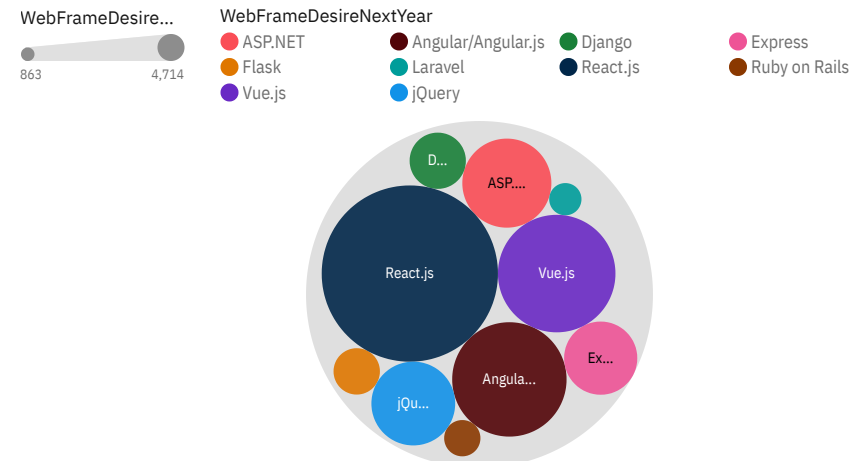 WebFrameDesire...
863 4,714
WebFrameDesireNextYear
ASP.NET Angular/Angular.js Django Express
Flask Laravel React.js Ruby on Rails
Vue.js jQuery
D...
ASP....
React.js Vue.js
Ex...
Angula...
jQu...